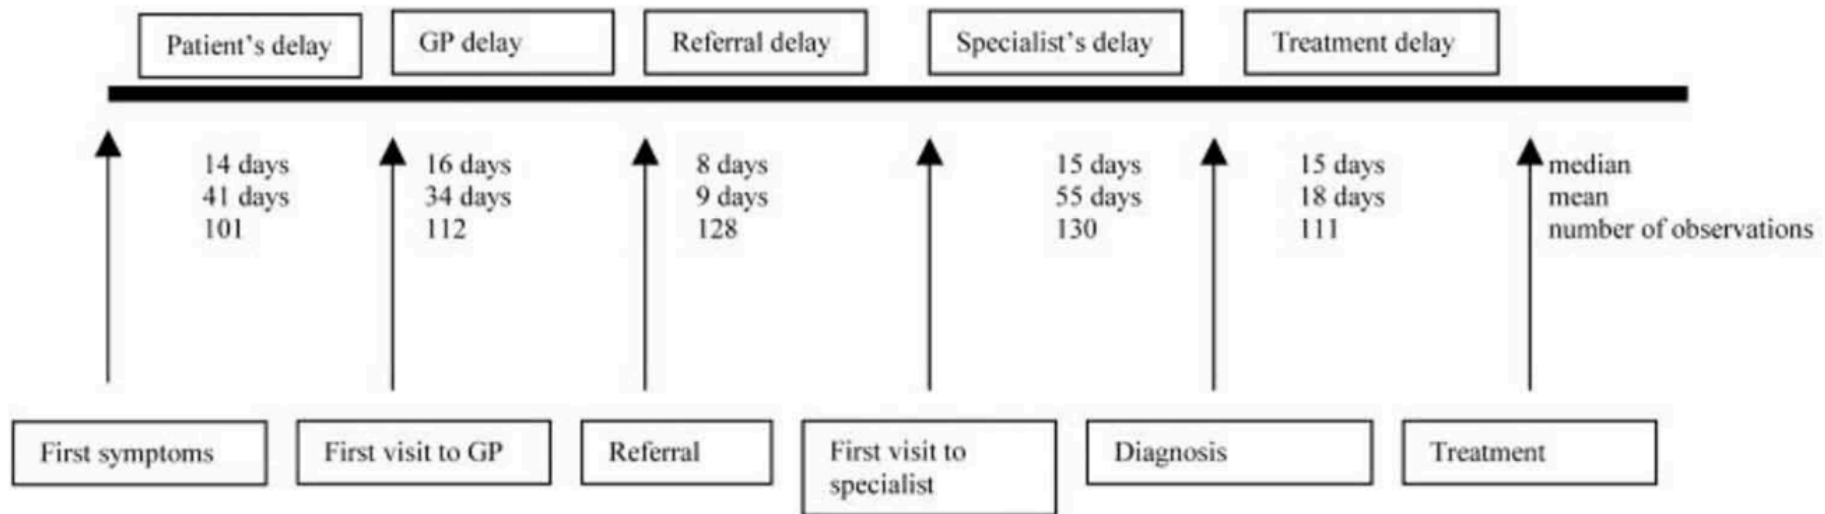 Patient's delay
GP delay
Referral delay
Specialist's delay
Treatment delay
14 days
41 days
101
16 days
34 days
112
8 days
9 days
128
15 days
55 days
130
15 days
18 days
111
median
mean
number of observations
First symptoms
First visit to GP
Referral
First visit to
specialist
Diagnosis
Treatment